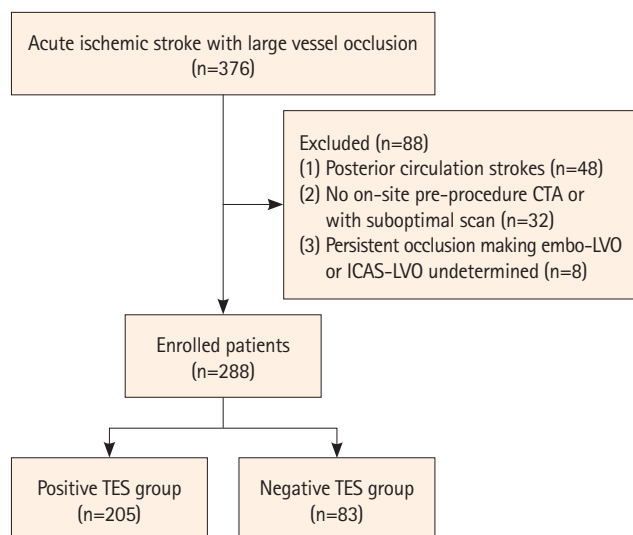 Acute ischemic stroke with large vessel occlusion
(n=376)
Excluded (n=88)
(1) Posterior circulation strokes (n=48)
(2) No on-site pre-procedure CTA or
with suboptimal scan (n=32)
(3) Persistent occlusion making embo-LVO
or ICAS-LVO undetermined (n=8)
Enrolled patients
(n=288)
Positive TES group
(n=205)
Negative TES group
(n=83)